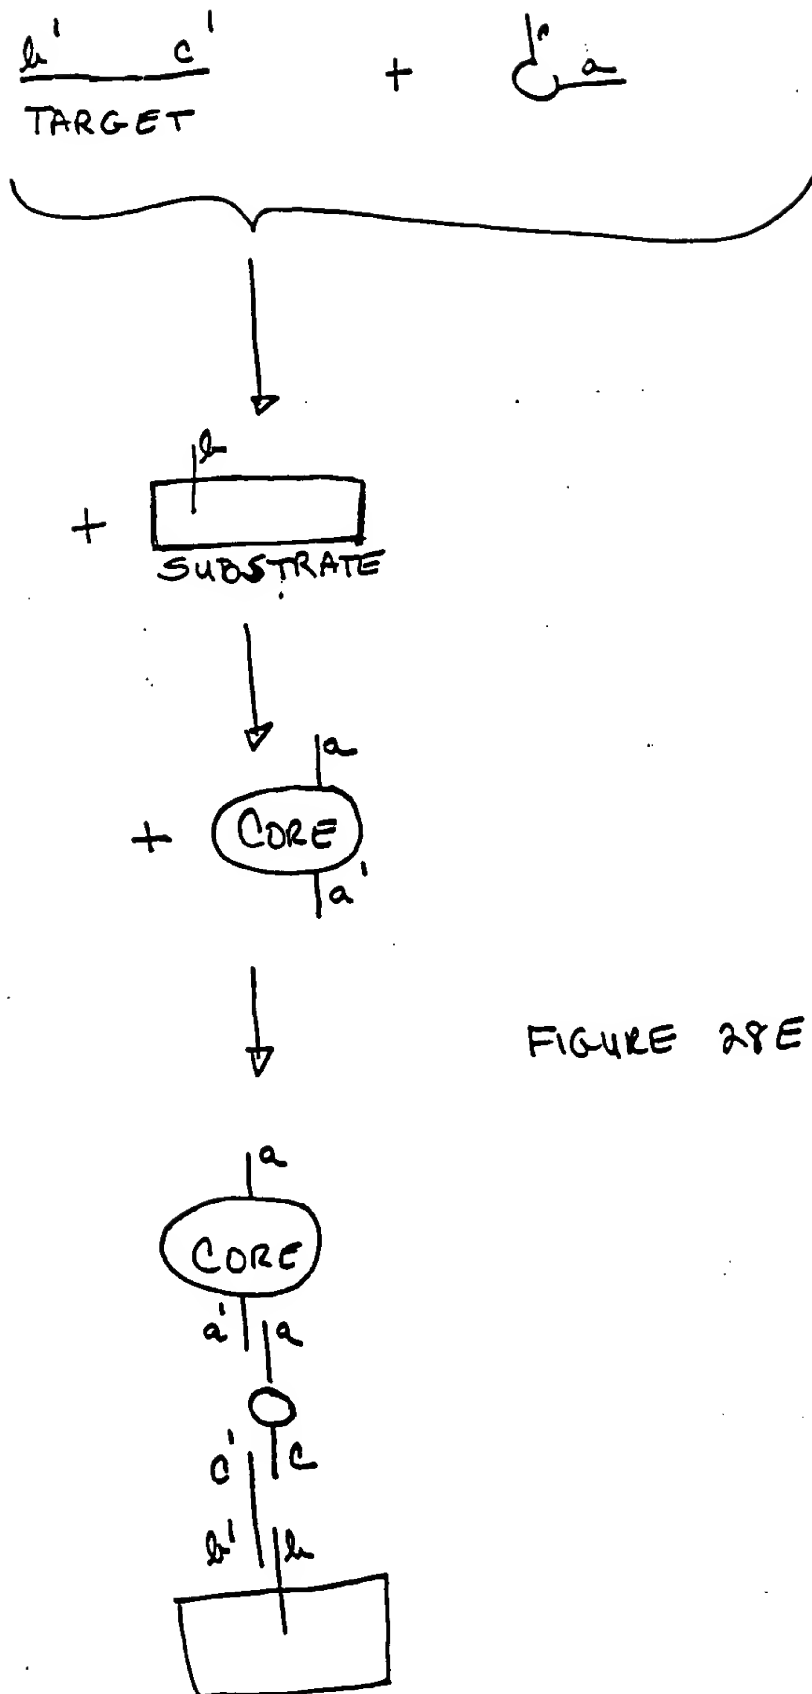 b' c' + c a
TARGET
b
+
SUBSTRATE
a
+ CORE
a'
FIGURE 28E
a
CORE
a' a
c' c
b' b